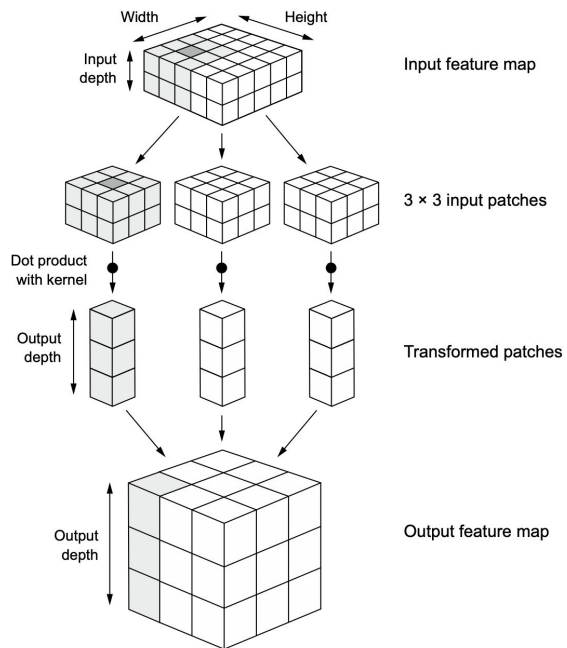 Width
Height
Input
depth
Input feature map
3 × 3 input patches
Dot product
with kernel
Output
depth
Transformed patches
Output
depth
Output feature map